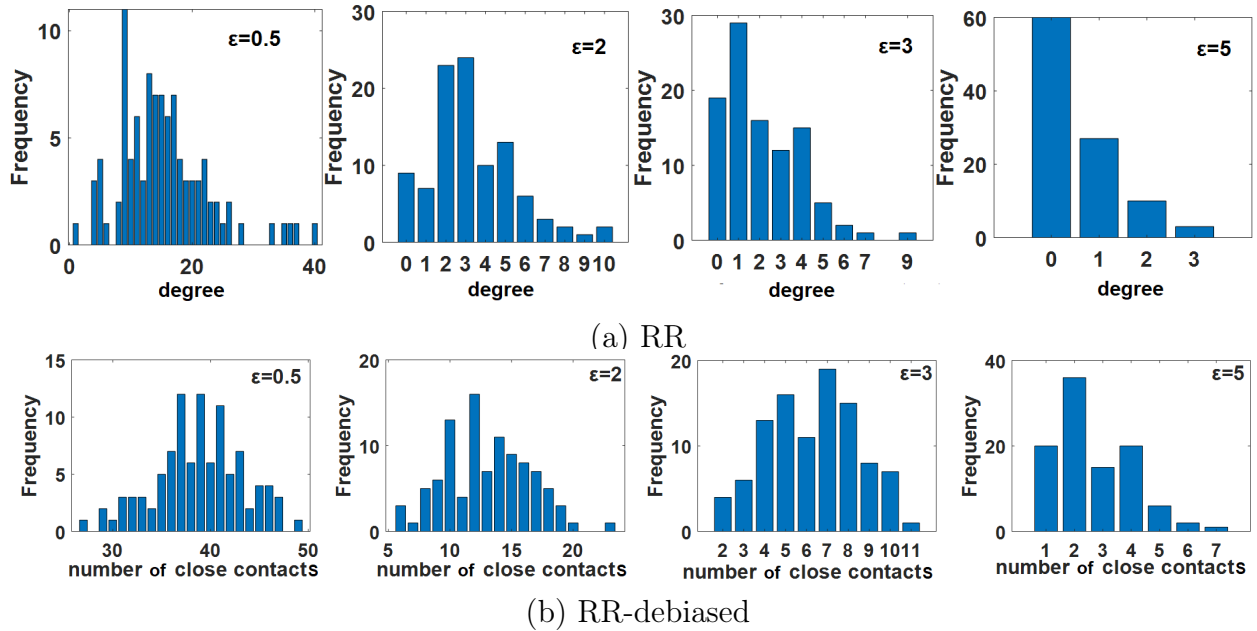 ε=0.5
Frequency
10
5
0
0 20 40
degree
ε=2
Frequency
30
20
10
0
0 1 2 3 4 5 6 7 8 9 10
degree
ε=3
Frequency
30
20
10
0
0 1 2 3 4 5 6 7 9
degree
ε=5
Frequency
60
40
20
0
0 1 2 3
degree
(a) RR
ε=0.5
Frequency
15
10
5
0
30 40 50
number of close contacts
ε=2
Frequency
20
10
0
5 10 15 20
number of close contacts
ε=3
Frequency
20
10
0
2 3 4 5 6 7 8 9 10 11
number of close contacts
ε=5
Frequency
40
20
0
1 2 3 4 5 6 7
number of close contacts
(b) RR-debiased